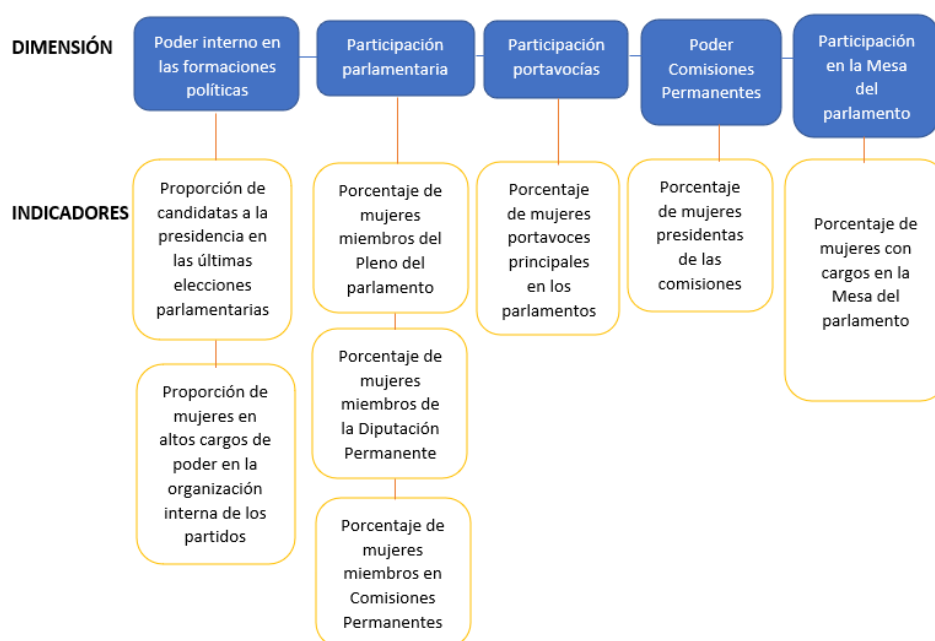 DIMENSIÓN
Poder interno en
las formaciones
políticas
Participación
parlamentaria
Participación
portavocías
Poder
Comisiones
Permanentes
Participación
en la Mesa
del
parlamento
INDICADORES
Proporción de
candidatas a la
presidencia en
las últimas
elecciones
parlamentarias
Porcentaje de
mujeres
miembros del
Pleno del
parlamento
Porcentaje
de mujeres
portavoces
principales
en los
parlamentos
Porcentaje
de mujeres
presidentas
de las
comisiones
Porcentaje de
mujeres con
cargos en la
Mesa del
parlamento
Proporción de
mujeres en
altos cargos de
poder en la
organización
interna de los
partidos
Porcentaje de
mujeres
miembros de
la Diputación
Permanente
Porcentaje de
mujeres
miembros en
Comisiones
Permanentes